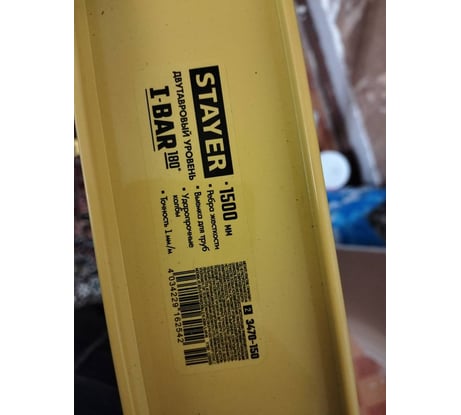 STAYER
ДВУТАВРОВЫЙ УРОВЕНЬ
I-BAR 180°
• 1500 мм
• Ребра жесткости
• Выемка для труб
• Ударопрочные
колбы
• Точность 1 мм/м
2 3470-150
4 034229 162542